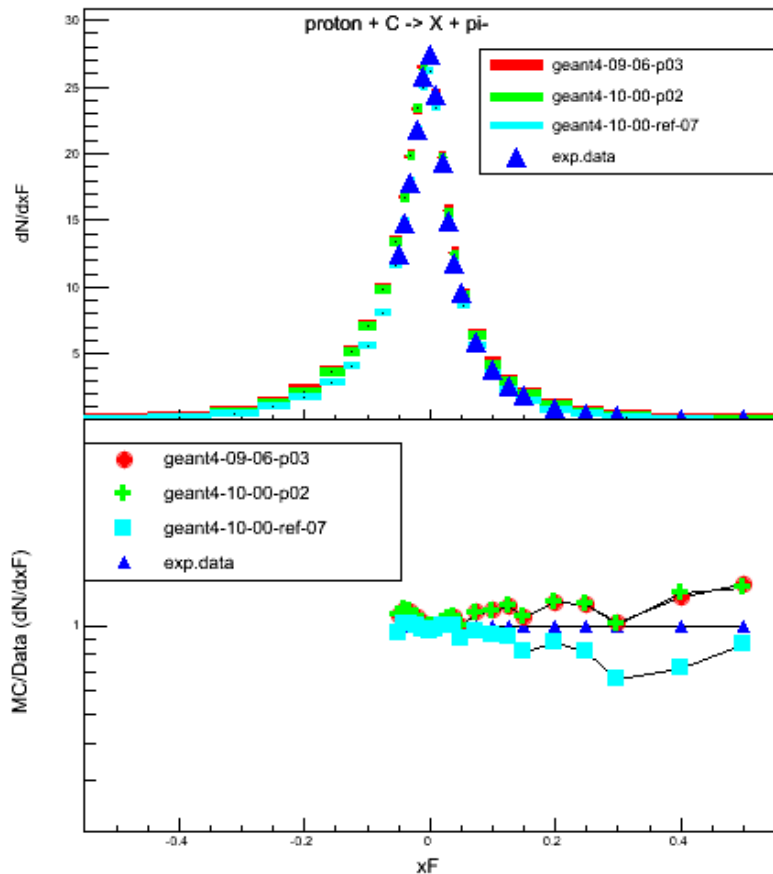 proton + C -> X + pi-
30
25
20
15
10
5
dN/dxF
geant4-09-06-p03
geant4-10-00-p02
geant4-10-00-ref-07
exp.data
geant4-09-06-p03
geant4-10-00-p02
geant4-10-00-ref-07
exp.data
MC/Data (dN/dxF)
1
-0.4
-0.2
0
0.2
0.4
xF